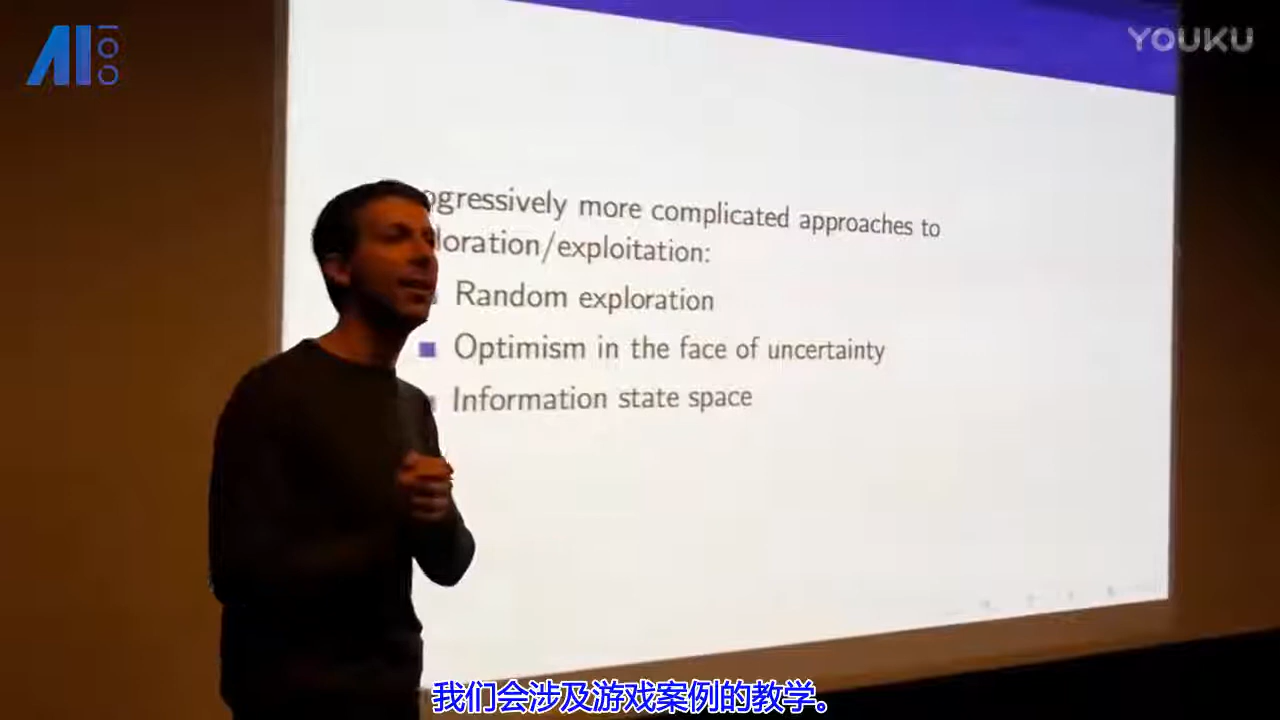 AI
100
YOUKU
ogressively more complicated approaches to
loration/exploitation:
Random exploration
Optimism in the face of uncertainty
Information state space
我们会涉及游戏案例的教学。